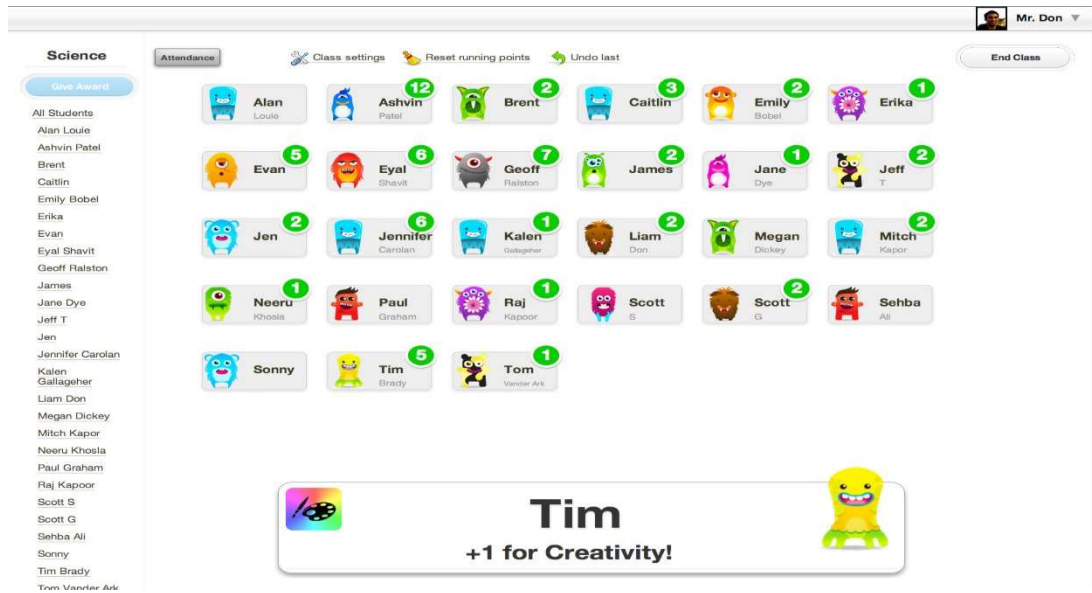 Mr. Don
Science
Attendance
Class settings
Reset running points
Undo last
End Class
Give Award
All Students
Alan Louie
Ashvin Patel
Brent
Caitlin
Emily Bobel
Erika
Evan
Eyal Shavit
Geoff Ralston
James
Jane Dye
Jeff T
Jen
Jennifer Carolan
Kalen
Gallageher
Liam Don
Megan Dickey
Mitch Kapor
Neeru Khosla
Paul Graham
Raj Kapoor
Scott S
Scott G
Sehba Ali
Sonny
Tim Brady
Tom Vander Ark
Alan
Louie
12
Ashvin
Patel
2
Brent
3
Caitlin
2
Emily
Bobel
1
Erika
5
Evan
6
Eyal
Shavit
7
Geoff
Ralston
2
James
1
Jane
Dye
2
Jeff
T
2
Jen
6
Jennifer
Carolan
1
Kalen
Gallageher
2
Liam
Don
Megan
Dickey
2
Mitch
Kapor
1
Neeru
Khosla
Paul
Graham
1
Raj
Kapoor
Scott
S
2
Scott
G
Sehba
Ali
Sonny
5
Tim
Brady
1
Tom
Vander Ark
Tim
+1 for Creativity!